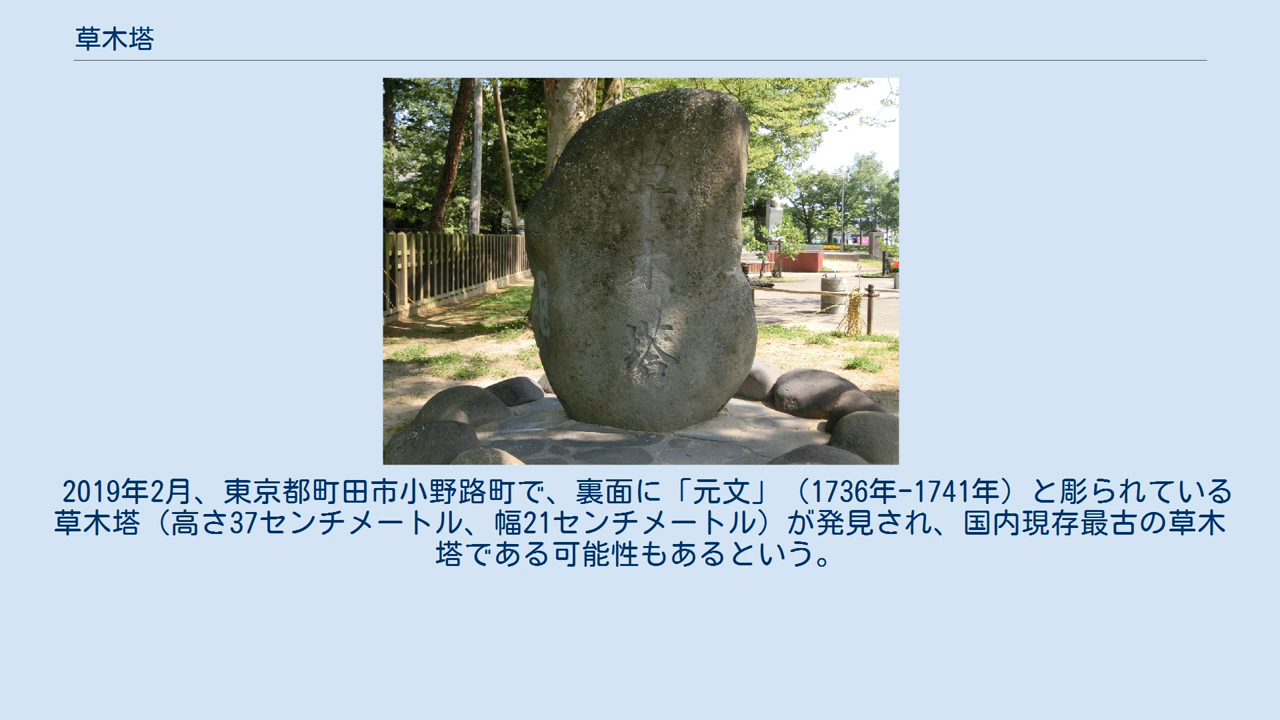 草木塔
草木塔
2019年2月、東京都町田市小野路町で、裏面に「元文」（1736年-1741年）と彫られている
草木塔（高さ37センチメートル、幅21センチメートル）が発見され、国内現存最古の草木
塔である可能性もあるという。